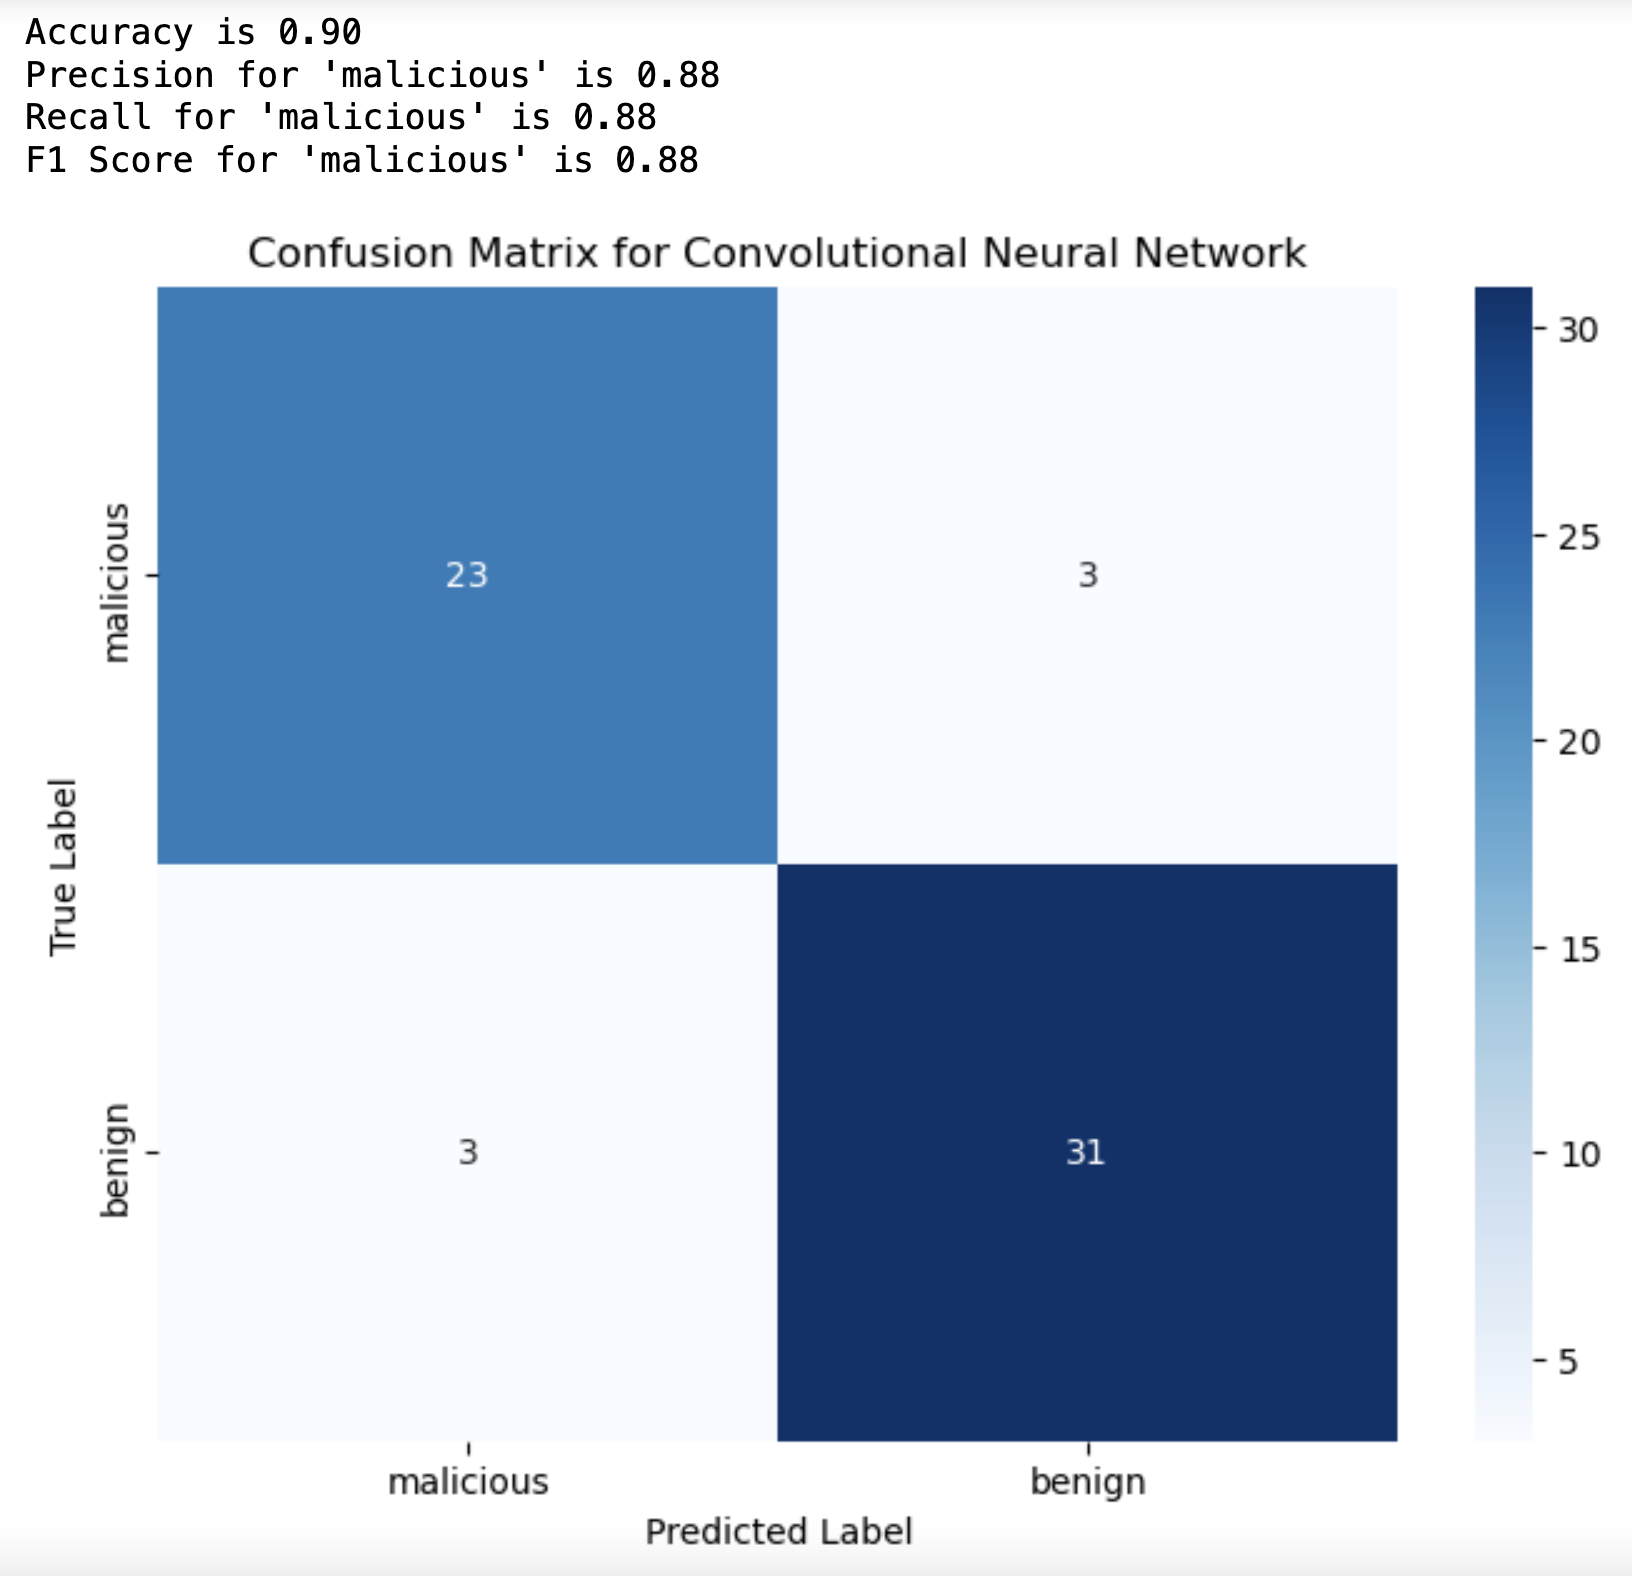 Accuracy is 0.90
Precision for 'malicious' is 0.88
Recall for 'malicious' is 0.88
F1 Score for 'malicious' is 0.88
Confusion Matrix for Convolutional Neural Network
True Label
malicious
23
3
benign
3
31
malicious
benign
Predicted Label
30
25
20
15
10
5